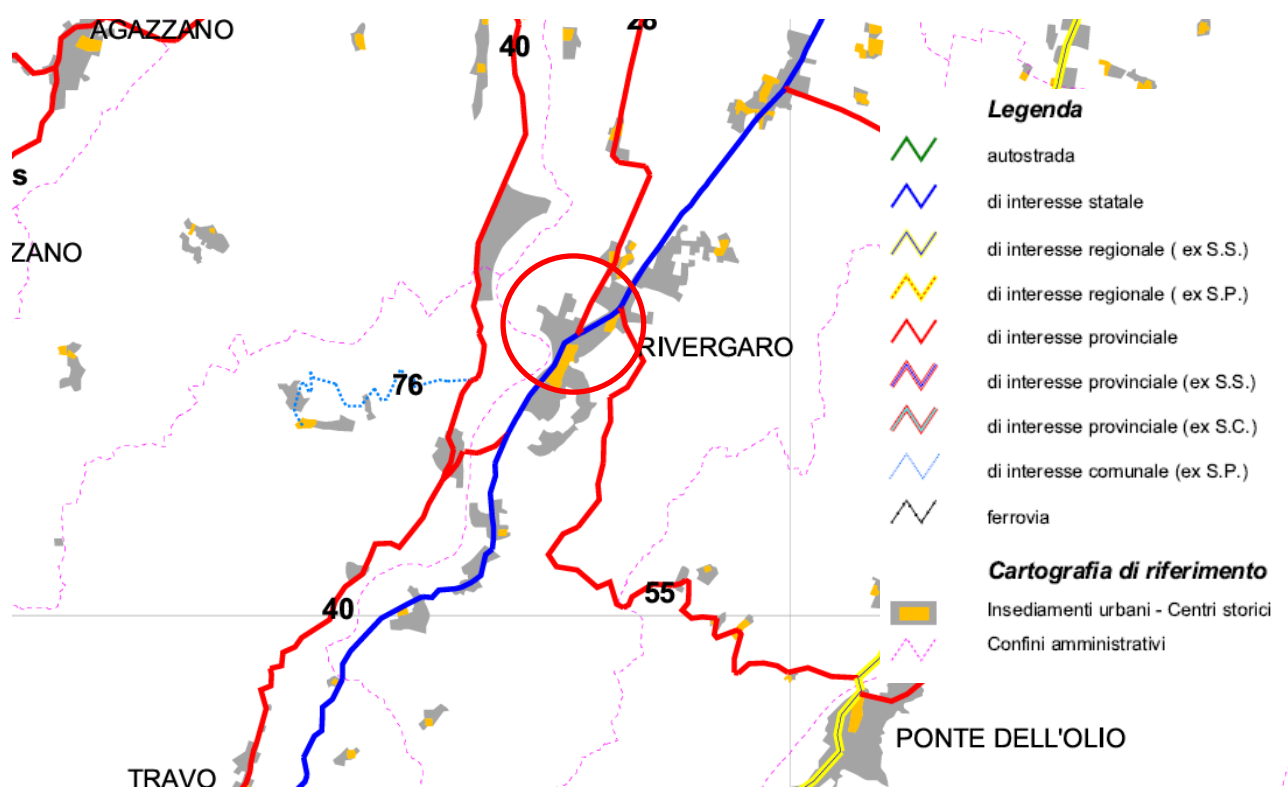 AGAZZANO
40
28
s
ZANO
RIVERGARO
76
55
40
TRAVO
PONTE DELL'OLIO
Legenda
autostrada
di interesse statale
di interesse regionale ( ex S.S.)
di interesse regionale ( ex S.P.)
di interesse provinciale
di interesse provinciale (ex S.S.)
di interesse provinciale (ex S.C.)
di interesse comunale (ex S.P.)
ferrovia
Cartografia di riferimento
Insediamenti urbani - Centri storici
Confini amministrativi